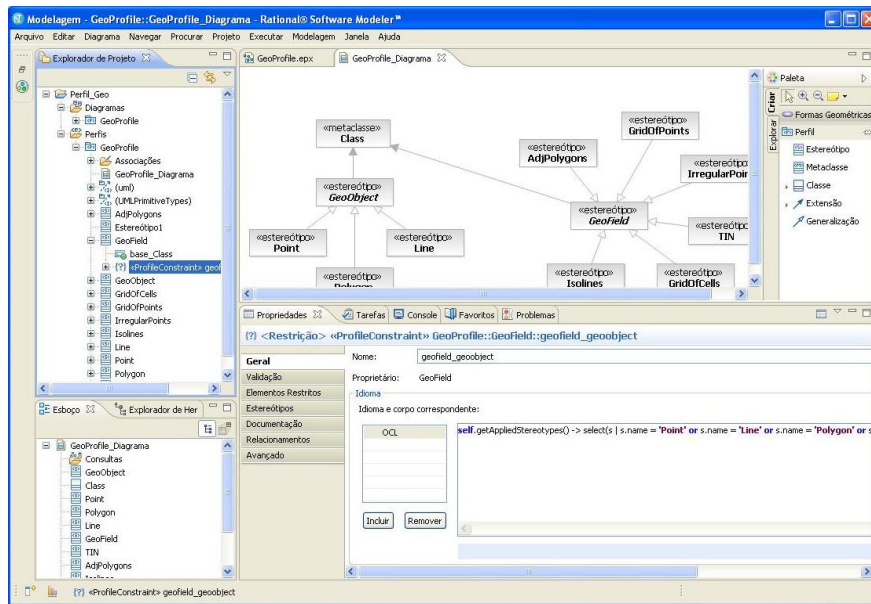 Modelagem - GeoProfile::GeoProfile_Diagrama - Rational® Software Modeler™
Arquivo Editar Diagrama Navegar Procurar Projeto Executar Modelagem Janela Ajuda
Explorador de Projeto
Perfil_Geo
Diagramas
GeoProfile
Perfis
GeoProfile
Associações
GeoProfile_Diagrama
(uml)
(UMLPrimitiveTypes)
AdjPolygons
Estereótipo1
GeoField
base_Class
{?} «ProfileConstraint» geof
GeoObject
GridOfCells
GridOfPoints
IrregularPoints
Isolines
Line
Point
Polygon
Esboço
Explorador de Her
GeoProfile_Diagrama
Consultas
GeoObject
Class
Point
Polygon
Line
GeoField
TIN
AdjPolygons
Isolines
GeoProfile.epx
GeoProfile_Diagrama
«metaclasse»
Class
«estereótipo»
GeoObject
«estereótipo»
Point
«estereótipo»
Line
«estereótipo»
Polygon
«estereótipo»
AdjPolygons
«estereótipo»
GridOfPoints
«estereótipo»
IrregularPoin
«estereótipo»
GeoField
«estereótipo»
TIN
«estereótipo»
Isolines
«estereótipo»
GridOfCells
Paleta
Criar
Explorar
Formas Geométricas
Perfil
Estereótipo
Metaclasse
Classe
Extensão
Generalização
Propriedades
Tarefas
Console
Favoritos
Problemas
{?} <Restrição> «ProfileConstraint» GeoProfile::GeoField::geofield_geoobject
Geral
Validação
Elementos Restritos
Estereótipos
Documentação
Relacionamentos
Avançado
Nome: geofield_geoobject
Proprietário: GeoField
Idioma
Idioma e corpo correspondente:
OCL
self.getAppliedStereotypes() -> select(s | s.name = 'Point' or s.name = 'Line' or s.name = 'Polygon' or s
Incluir
Remover
{?} «ProfileConstraint» geofield_geoobject